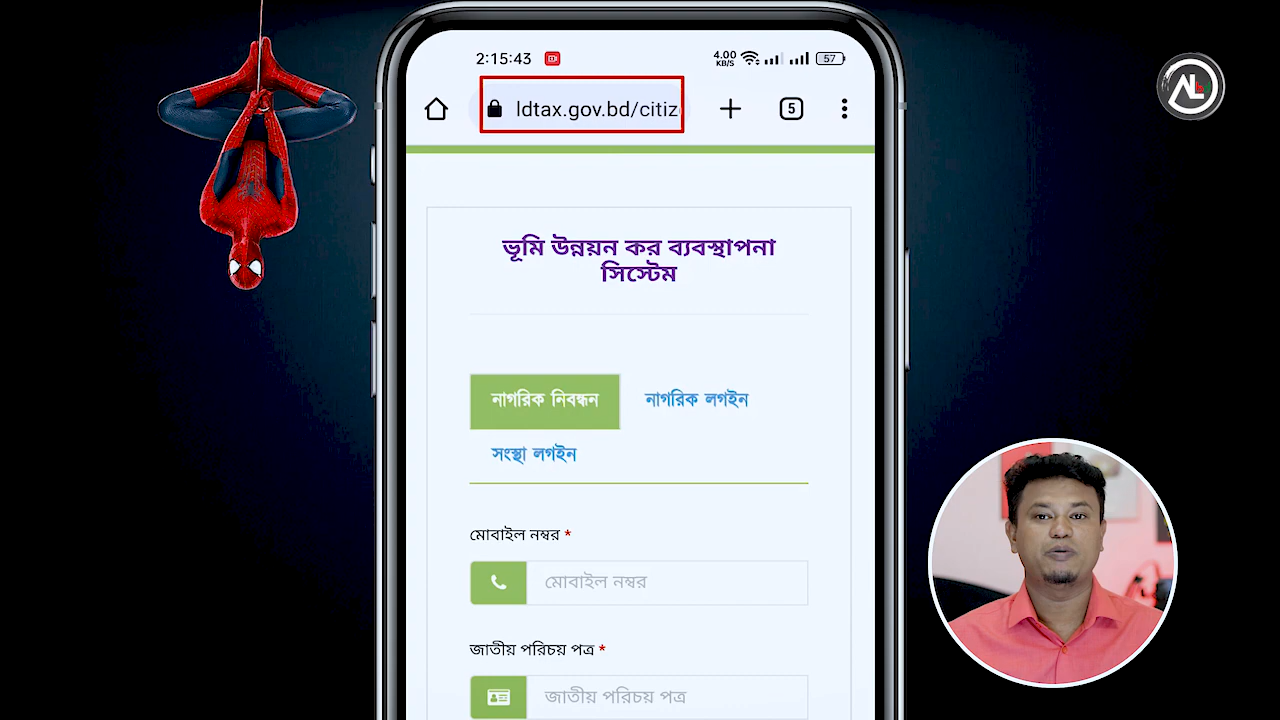 2:15:43
4.00
KB/S
57
ldtax.gov.bd/citiz
5
AL
ভূমি উন্নয়ন কর ব্যবস্থাপনা
সিস্টেম
নাগরিক নিবন্ধন
নাগরিক লগইন
সংস্থা লগইন
মোবাইল নম্বর *
মোবাইল নম্বর
জাতীয় পরিচয় পত্র *
জাতীয় পরিচয় পত্র